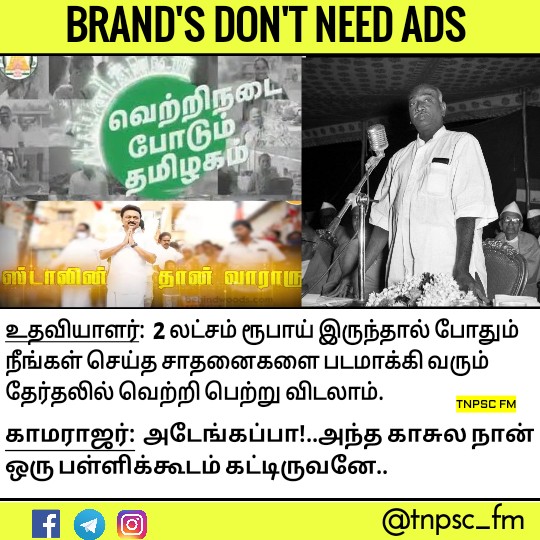 BRAND'S DON'T NEED ADS
வெற்றிநடை
போடும்
தமிழகம்
ஸ்டாலின் தான் வாராரு
உதவியாளர்: 2 லட்சம் ரூபாய் இருந்தால் போதும்
நீங்கள் செய்த சாதனைகளை படமாக்கி வரும்
தேர்தலில் வெற்றி பெற்று விடலாம்.
TNPSC FM
காமராஜர்: அடேங்கப்பா!..அந்த காசுல நான்
ஒரு பள்ளிக்கூடம் கட்டிருவனே..
@tnpsc_fm